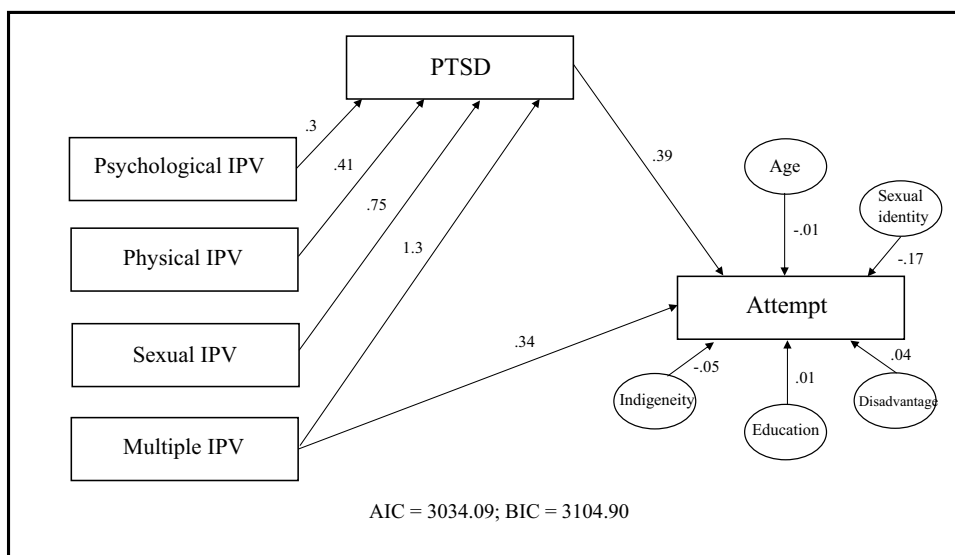 PTSD
.3
Psychological IPV
.41
.39
Age
Sexual
identity
.75
Physical IPV
1.3
-.01
-.17
Attempt
Sexual IPV
.34
-.05
.01
.04
Indigeneity
Disadvantage
Education
Multiple IPV
AIC = 3034.09; BIC = 3104.90